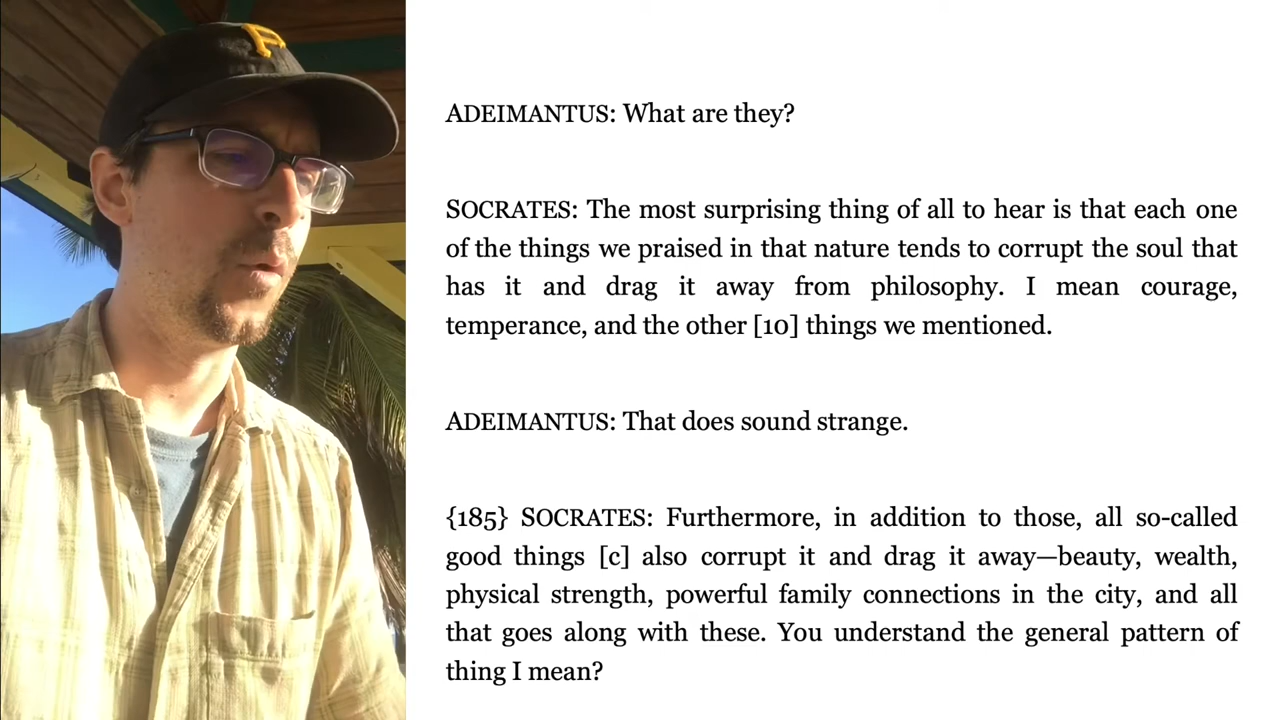 ADEIMANTUS: What are they?
SOCRATES: The most surprising thing of all to hear is that each one
of the things we praised in that nature tends to corrupt the soul that
has it and drag it away from philosophy. I mean courage,
temperance, and the other [10] things we mentioned.
ADEIMANTUS: That does sound strange.
{185} SOCRATES: Furthermore, in addition to those, all so-called
good things [c] also corrupt it and drag it away—beauty, wealth,
physical strength, powerful family connections in the city, and all
that goes along with these. You understand the general pattern of
thing I mean?